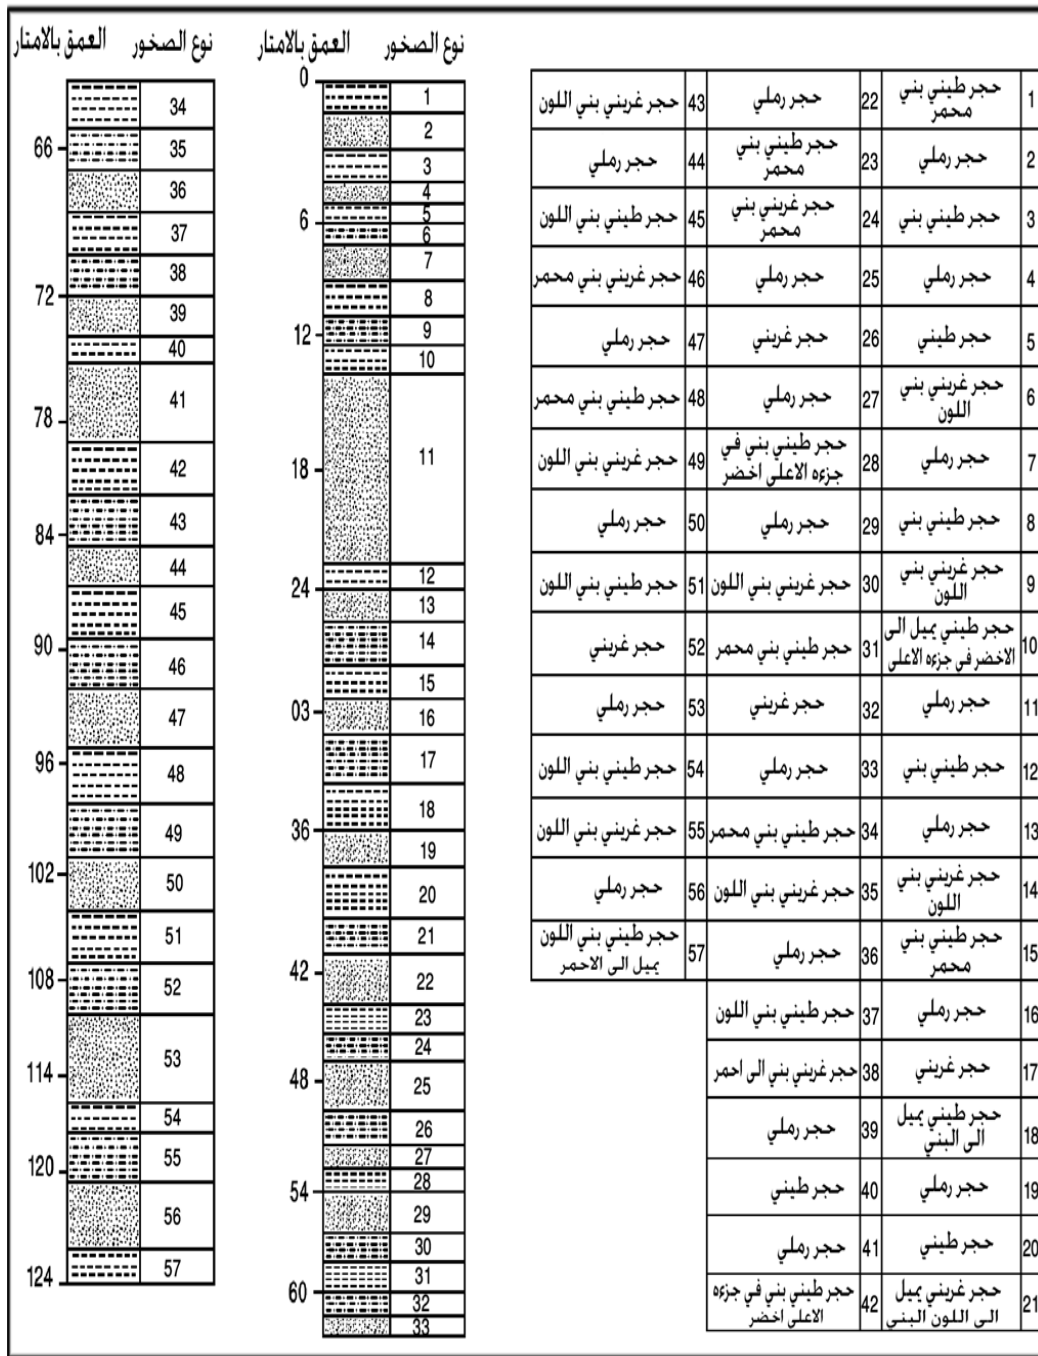 نوع الصخور
العمق بالامتار
نوع الصخور
العمق بالامتار
1 حجر طيني بني محمر
2 حجر رملي
3 حجر طيني بني
4 حجر رملي
5 حجر طيني
6 حجر غريني بني اللون
7 حجر رملي
8 حجر طيني بني
9 حجر غريني بني اللون
10 حجر طيني يميل الى الاخضر في جزءه الاعلى
11 حجر رملي
12 حجر طيني بني
13 حجر رملي
14 حجر غريني بني اللون
15 حجر طيني بني محمر
16 حجر رملي
17 حجر غريني
18 حجر طيني يميل الى البني
19 حجر رملي
20 حجر طيني
21 حجر غريني يميل الى اللون البني
22 حجر رملي
23 حجر طيني بني محمر
24 حجر غريني بني محمر
25 حجر رملي
26 حجر غريني
27 حجر رملي
28 حجر طيني بني في جزءه الاعلى اخضر
29 حجر رملي
30 حجر غريني بني اللون
31 حجر طيني بني محمر
32 حجر غريني
33 حجر رملي
34 حجر طيني بني محمر
35 حجر غريني بني اللون
36 حجر رملي
37 حجر طيني بني اللون
38 حجر غريني بني الى احمر
39 حجر رملي
40 حجر طيني
41 حجر رملي
42 حجر طيني بني في جزءه الاعلى اخضر
43 حجر غريني بني اللون
44 حجر رملي
45 حجر طيني بني اللون
46 حجر غريني بني محمر
47 حجر رملي
48 حجر طيني بني محمر
49 حجر غريني بني اللون
50 حجر رملي
51 حجر طيني بني اللون
52 حجر غريني
53 حجر رملي
54 حجر طيني بني اللون
55 حجر غريني بني اللون
56 حجر رملي
57 حجر طيني بني اللون يميل الى الاحمر
0
1
2
3
4
5
6
6
7
8
9
12
10
11
18
12
24
13
14
15
03
16
17
18
36
19
20
21
42
22
23
24
48
25
26
27
28
54
29
30
31
60
32
33
34
66
35
36
37
38
72
39
40
41
78
42
43
84
44
45
90
46
47
96
48
49
102
50
51
108
52
53
114
54
55
120
56
57
124